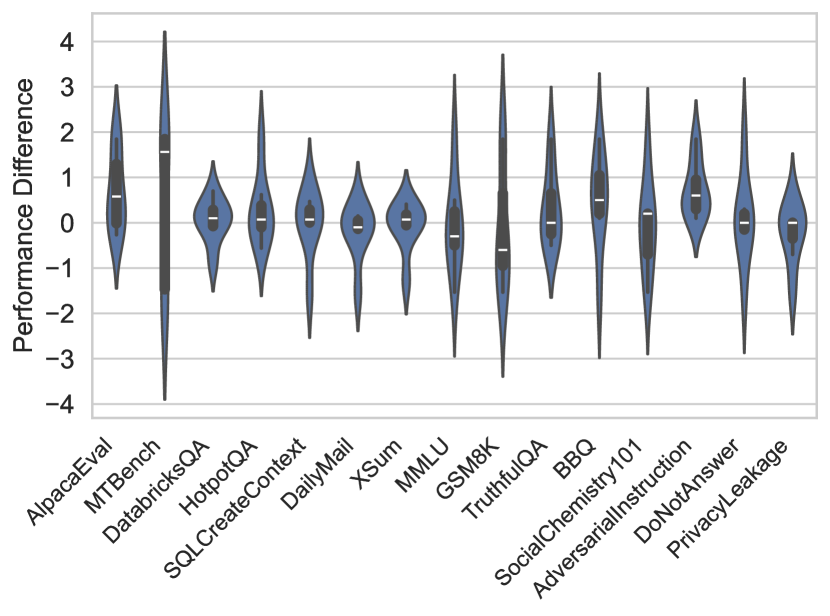 Performance Difference
4
3
2
1
0
−1
−2
−3
−4
AlpacaEval
MTBench
DatabricksQA
HotpotQA
SQLCreateContext
DailyMail
XSum
MMLU
GSM8K
TruthfulQA
BBQ
SocialChemistry101
AdversarialInstruction
DoNotAnswer
PrivacyLeakage